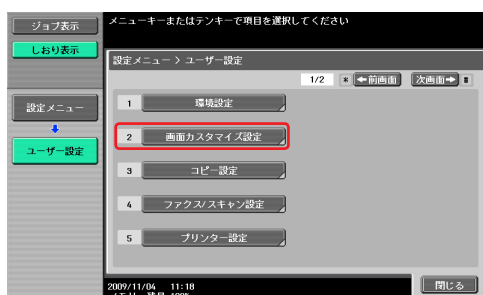 ジョブ表示
メニューキーまたはテンキーで項目を選択してください
しおり表示
設定メニュー > ユーザー設定
1/2 * ←前画面 次画面→ #
設定メニュー
ユーザー設定
1 環境設定
2 画面カスタマイズ設定
3 コピー設定
4 ファクス/スキャン設定
5 プリンター設定
2009/11/04 11:18
閉じる